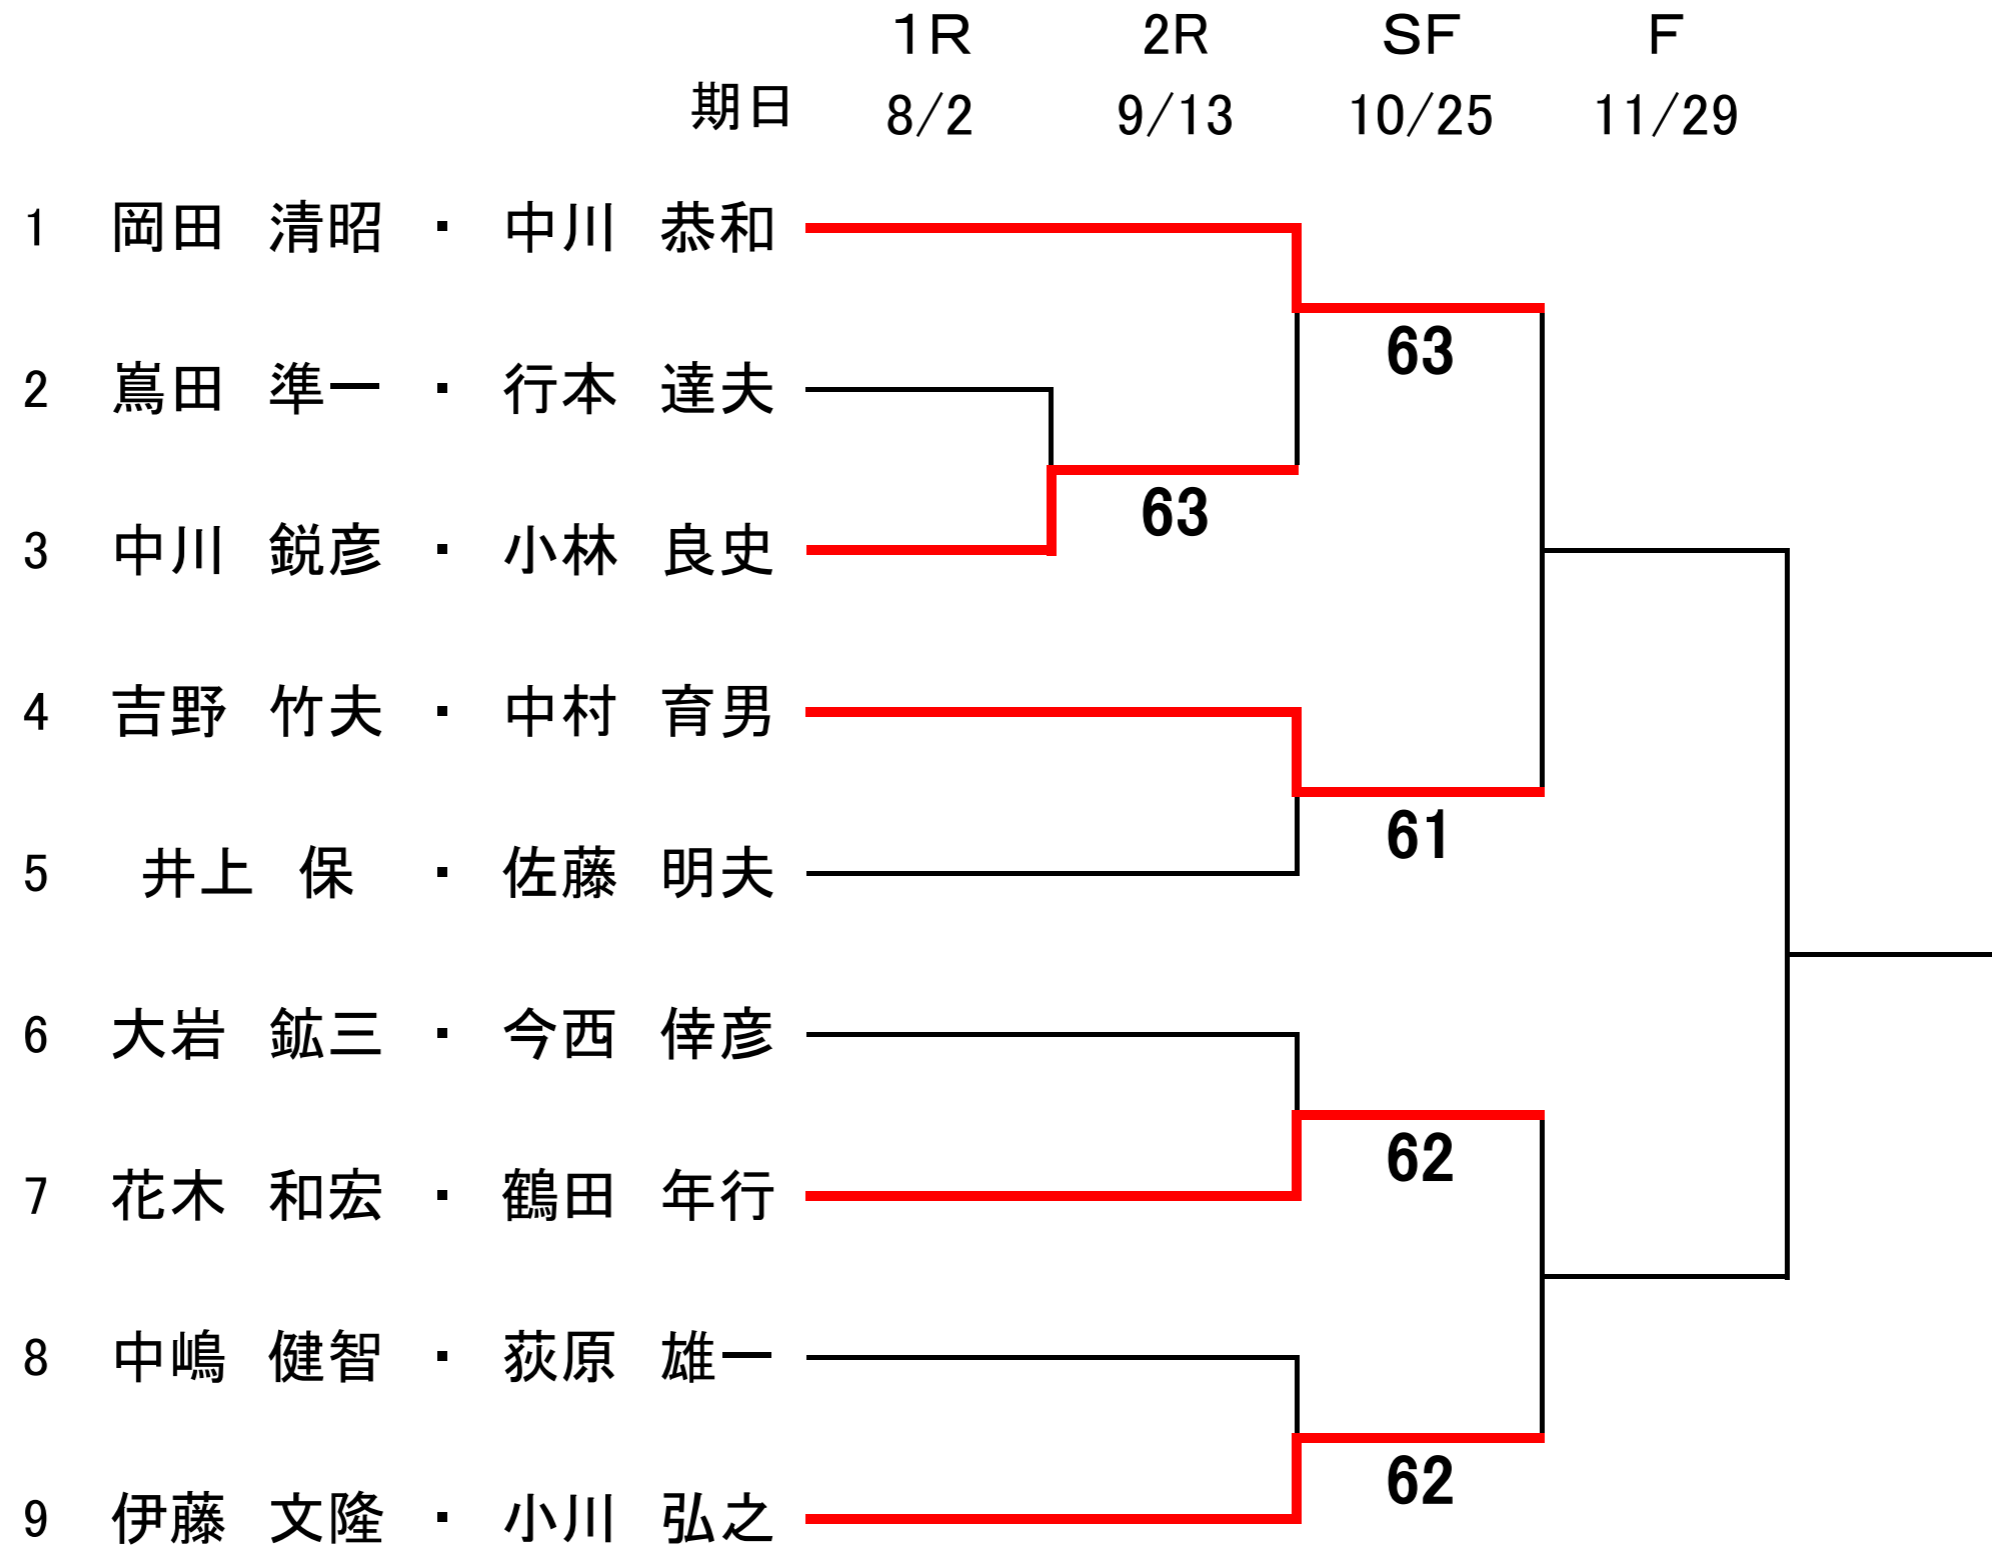 1R 2R SF F
期日 8/2 9/13 10/25 11/29
1 岡田 清昭 ・ 中川 恭和
63
2 嶌田 準一 ・ 行本 達夫
63
3 中川 鋭彦 ・ 小林 良史
4 吉野 竹夫 ・ 中村 育男
61
5 井上 保 ・ 佐藤 明夫
6 大岩 鉱三 ・ 今西 倖彦
62
7 花木 和宏 ・ 鶴田 年行
8 中嶋 健智 ・ 荻原 雄一
62
9 伊藤 文隆 ・ 小川 弘之